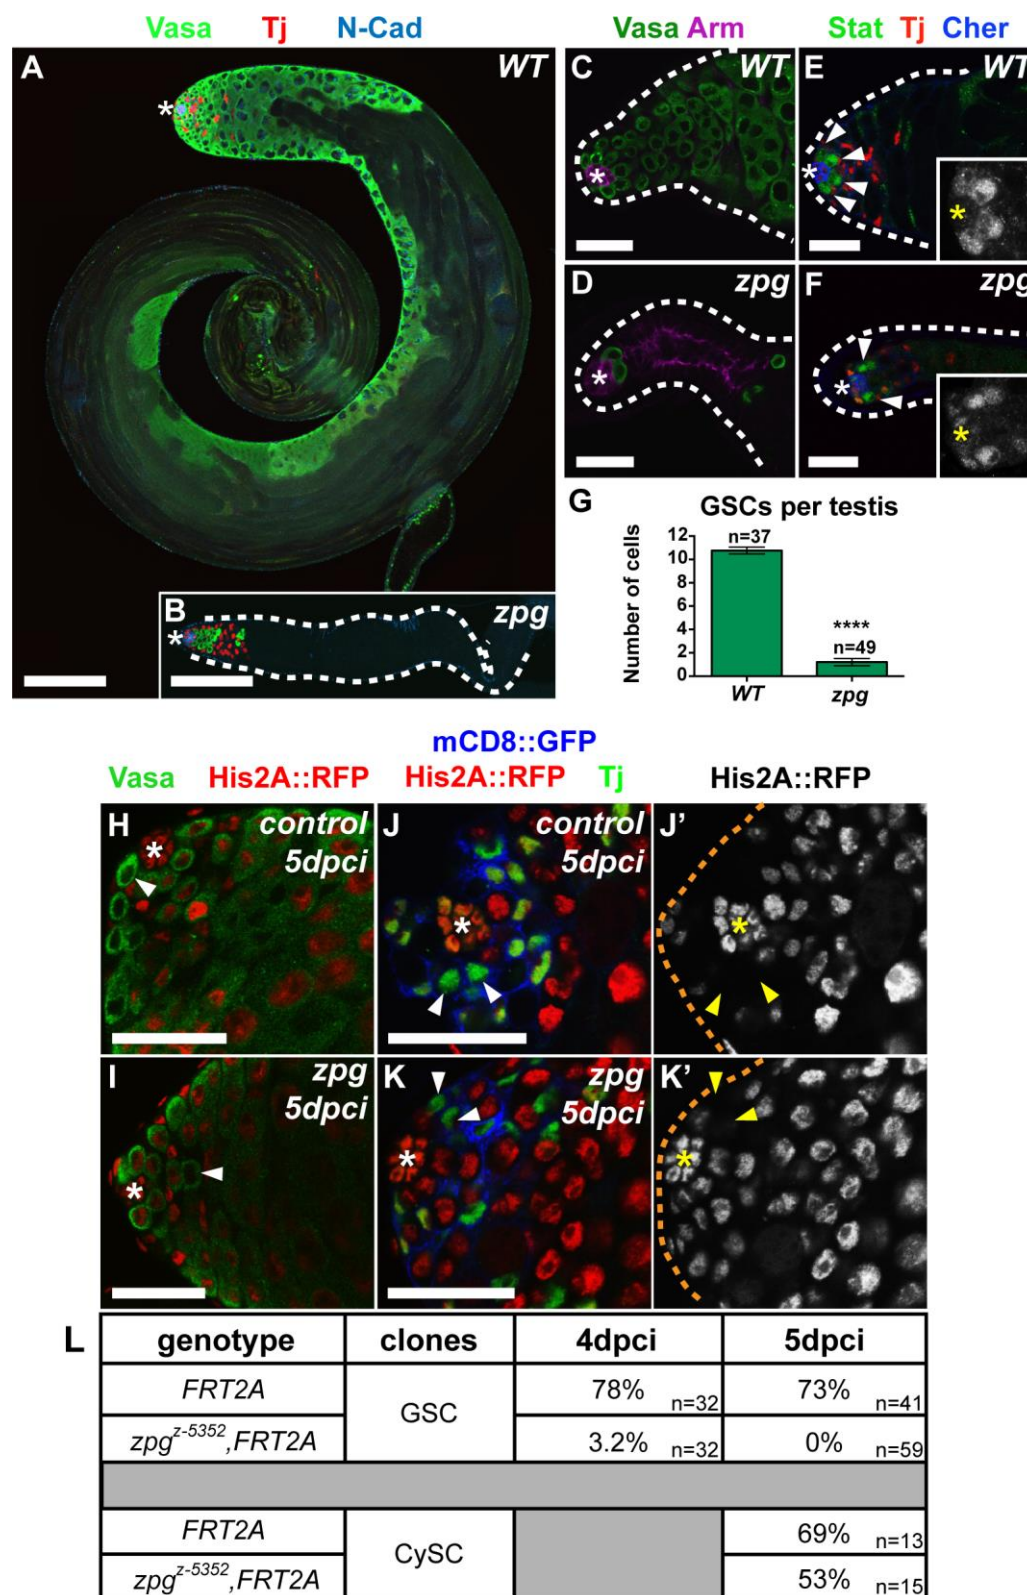 Vasa Tj N-Cad
Vasa Arm
Stat Tj Cher
A WT
*
B zpg
*
C WT
*
D zpg
*
E WT
*
*
F zpg
*
*
G GSCs per testis
Number of cells
12
10
8
6
4
2
0
n=37
****
n=49
WT zpg
mCD8::GFP
Vasa His2A::RFP His2A::RFP Tj His2A::RFP
H control
5dpci
*
J control
5dpci
*
J’
*
I zpg
5dpci
*
K zpg
5dpci
*
K’
*
L genotype clones 4dpci 5dpci
FRT2A GSC 78% n=32 73% n=41
zpg^z-5352,FRT2A 3.2% n=32 0% n=59
FRT2A CySC 69% n=13
zpg^z-5352,FRT2A 53% n=15